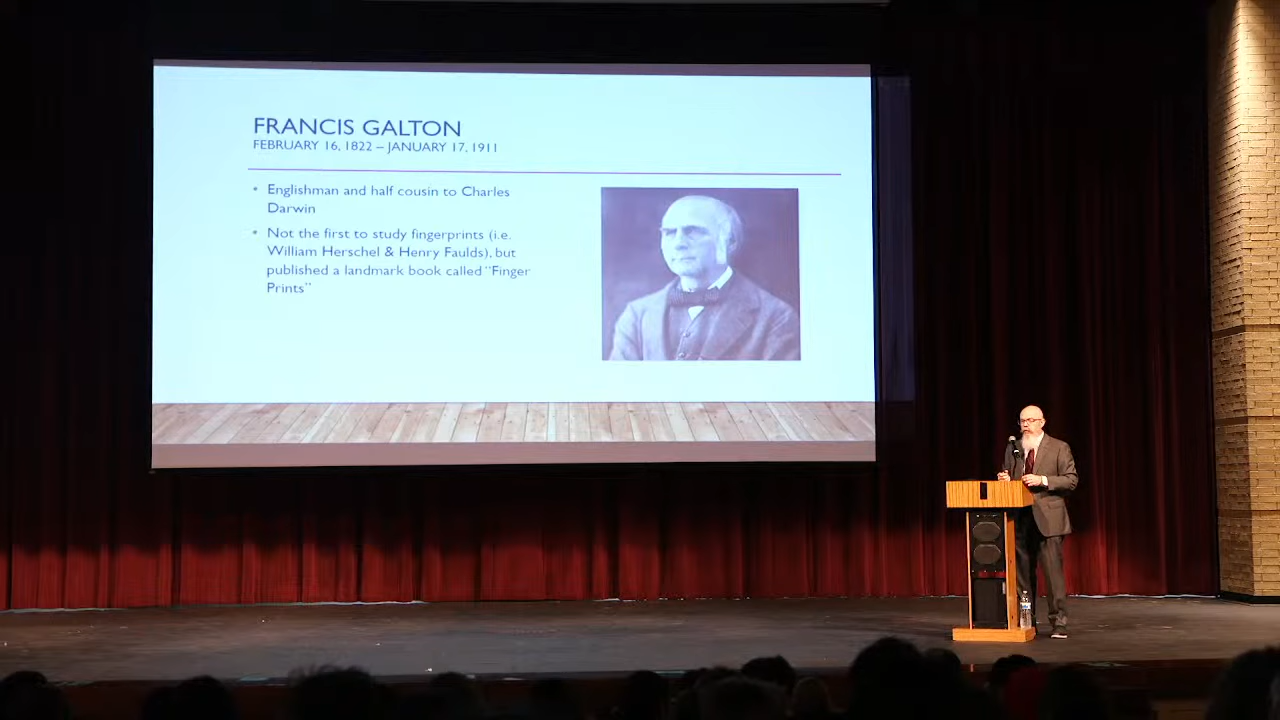 FRANCIS GALTON
FEBRUARY 16, 1822 – JANUARY 17, 1911
• Englishman and half cousin to Charles
Darwin
• Not the first to study fingerprints (i.e.
William Herschel & Henry Faulds), but
published a landmark book called "Finger
Prints"